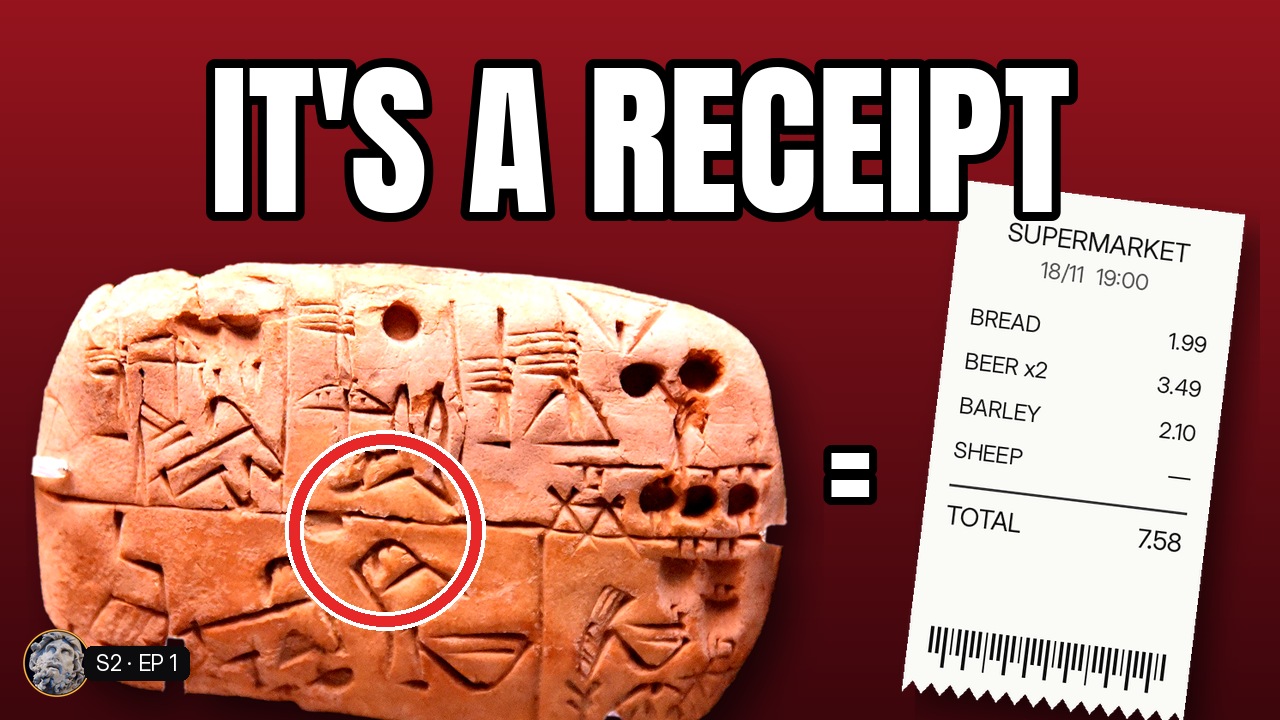 IT'S A RECEIPT
SUPERMARKET
18/11 19:00
BREAD 1.99
BEER x2 3.49
BARLEY 2.10
SHEEP —
TOTAL 7.58
=
S2 · EP 1